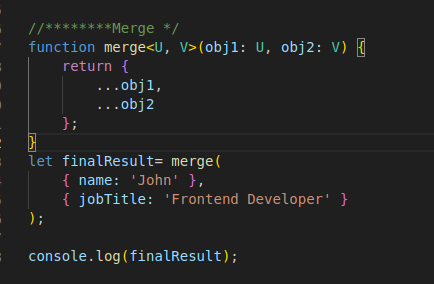 //********Merge */
function merge<U, V>(obj1: U, obj2: V) {
    return {
        ...obj1,
        ...obj2
    };
}
let finalResult= merge(
    { name: 'John' },
    { jobTitle: 'Frontend Developer' }
);
console.log(finalResult);